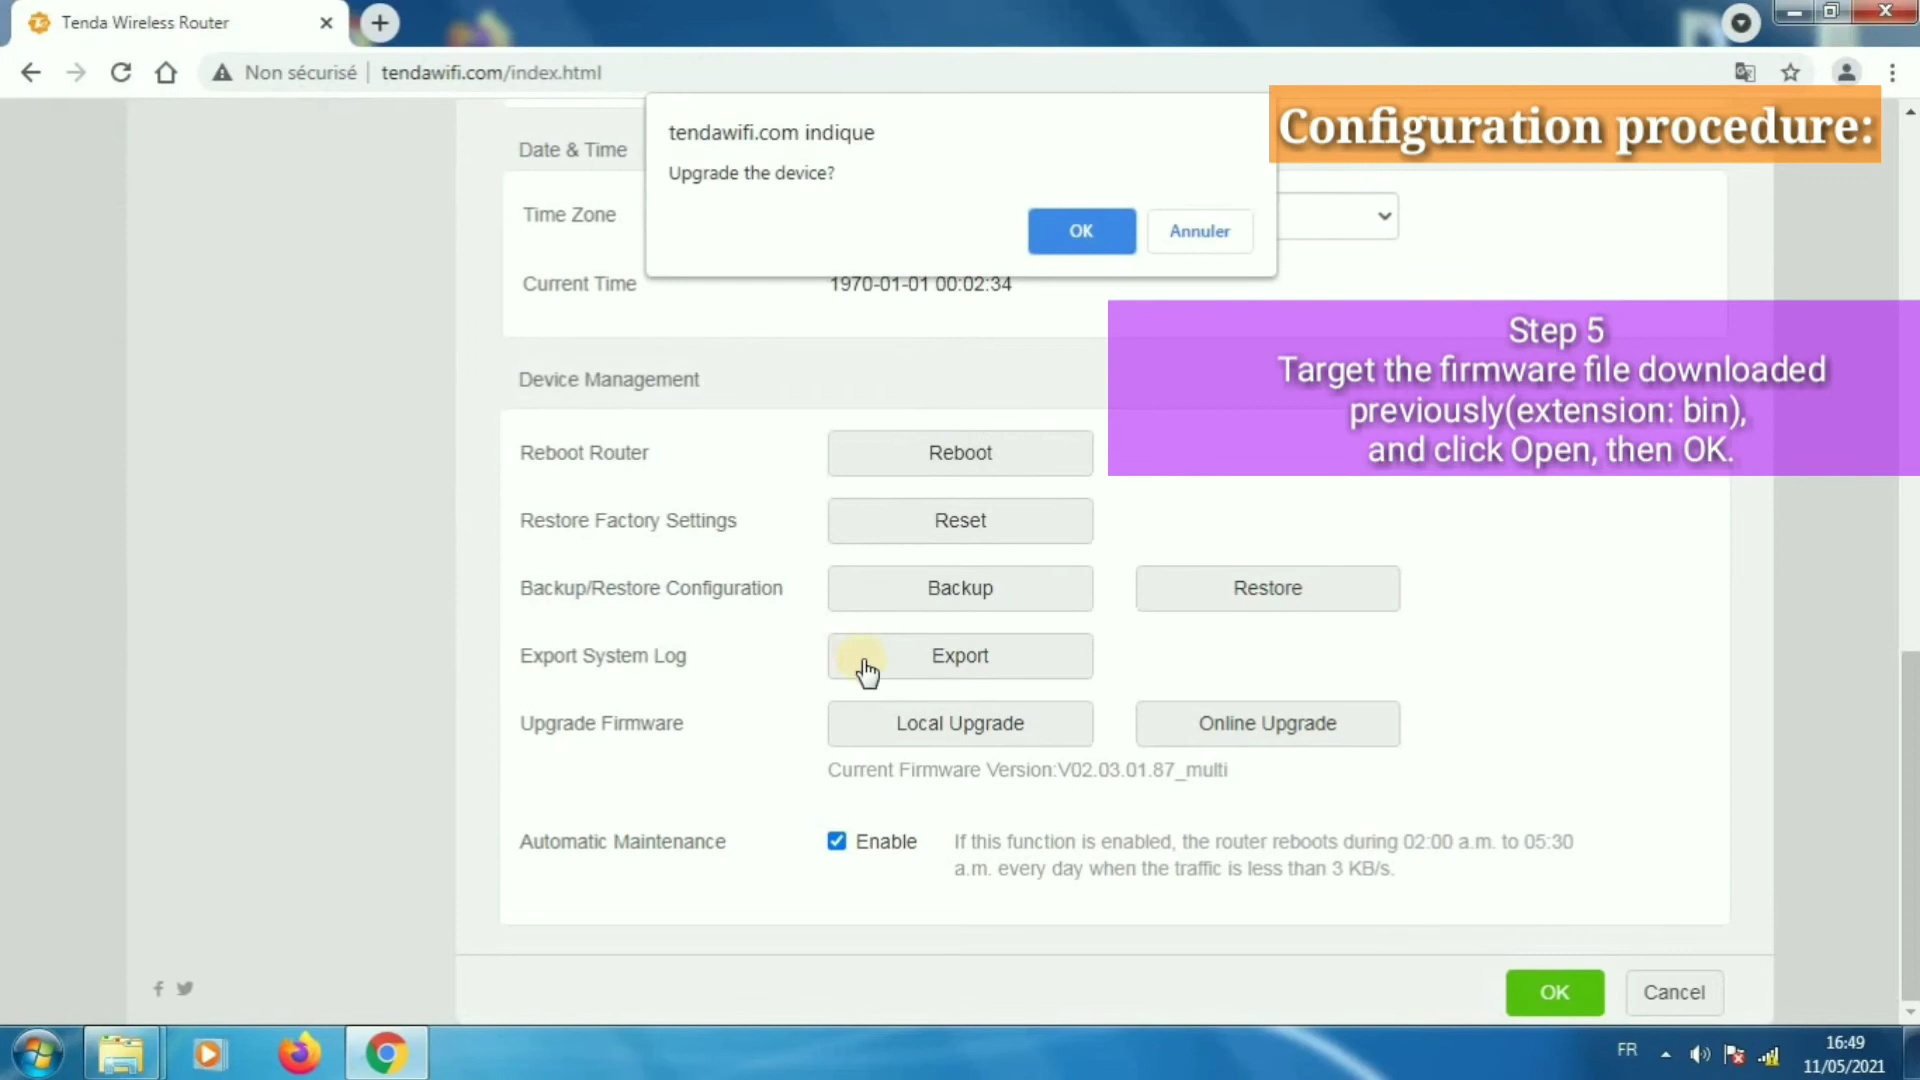 Tenda Wireless Router
Non sécurisé | tendawifi.com/index.html
Configuration procedure:
tendawifi.com indique
Upgrade the device?
OK Annuler
Date & Time
Time Zone
Current Time 1970-01-01 00:02:34
Step 5
Target the firmware file downloaded
previously(extension: bin),
and click Open, then OK.
Device Management
Reboot Router Reboot
Restore Factory Settings Reset
Backup/Restore Configuration Backup Restore
Export System Log Export
Upgrade Firmware Local Upgrade Online Upgrade
Current Firmware Version:V02.03.01.87_multi
Automatic Maintenance Enable If this function is enabled, the router reboots during 02:00 a.m. to 05:30
a.m. every day when the traffic is less than 3 KB/s.
OK Cancel
FR 16:49
11/05/2021